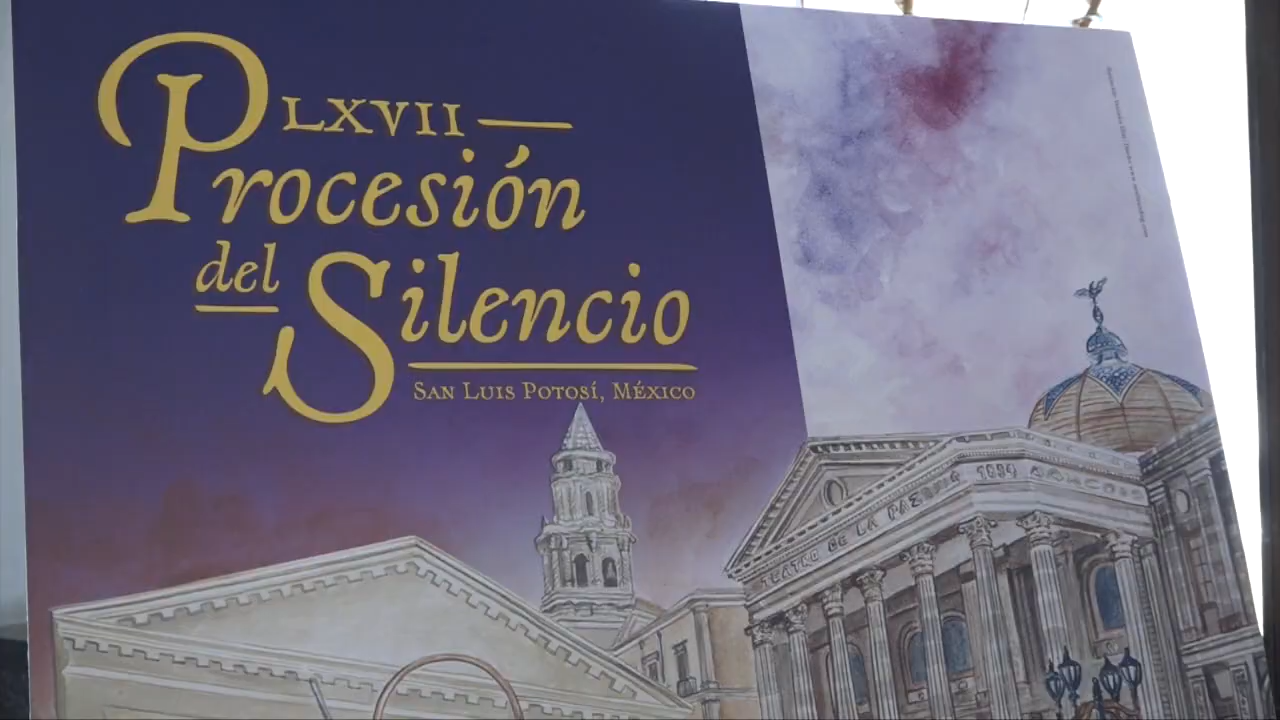 LXVII
Procesión
del Silencio
San Luis Potosí, México
TEATRO DE LA PAZ 1894